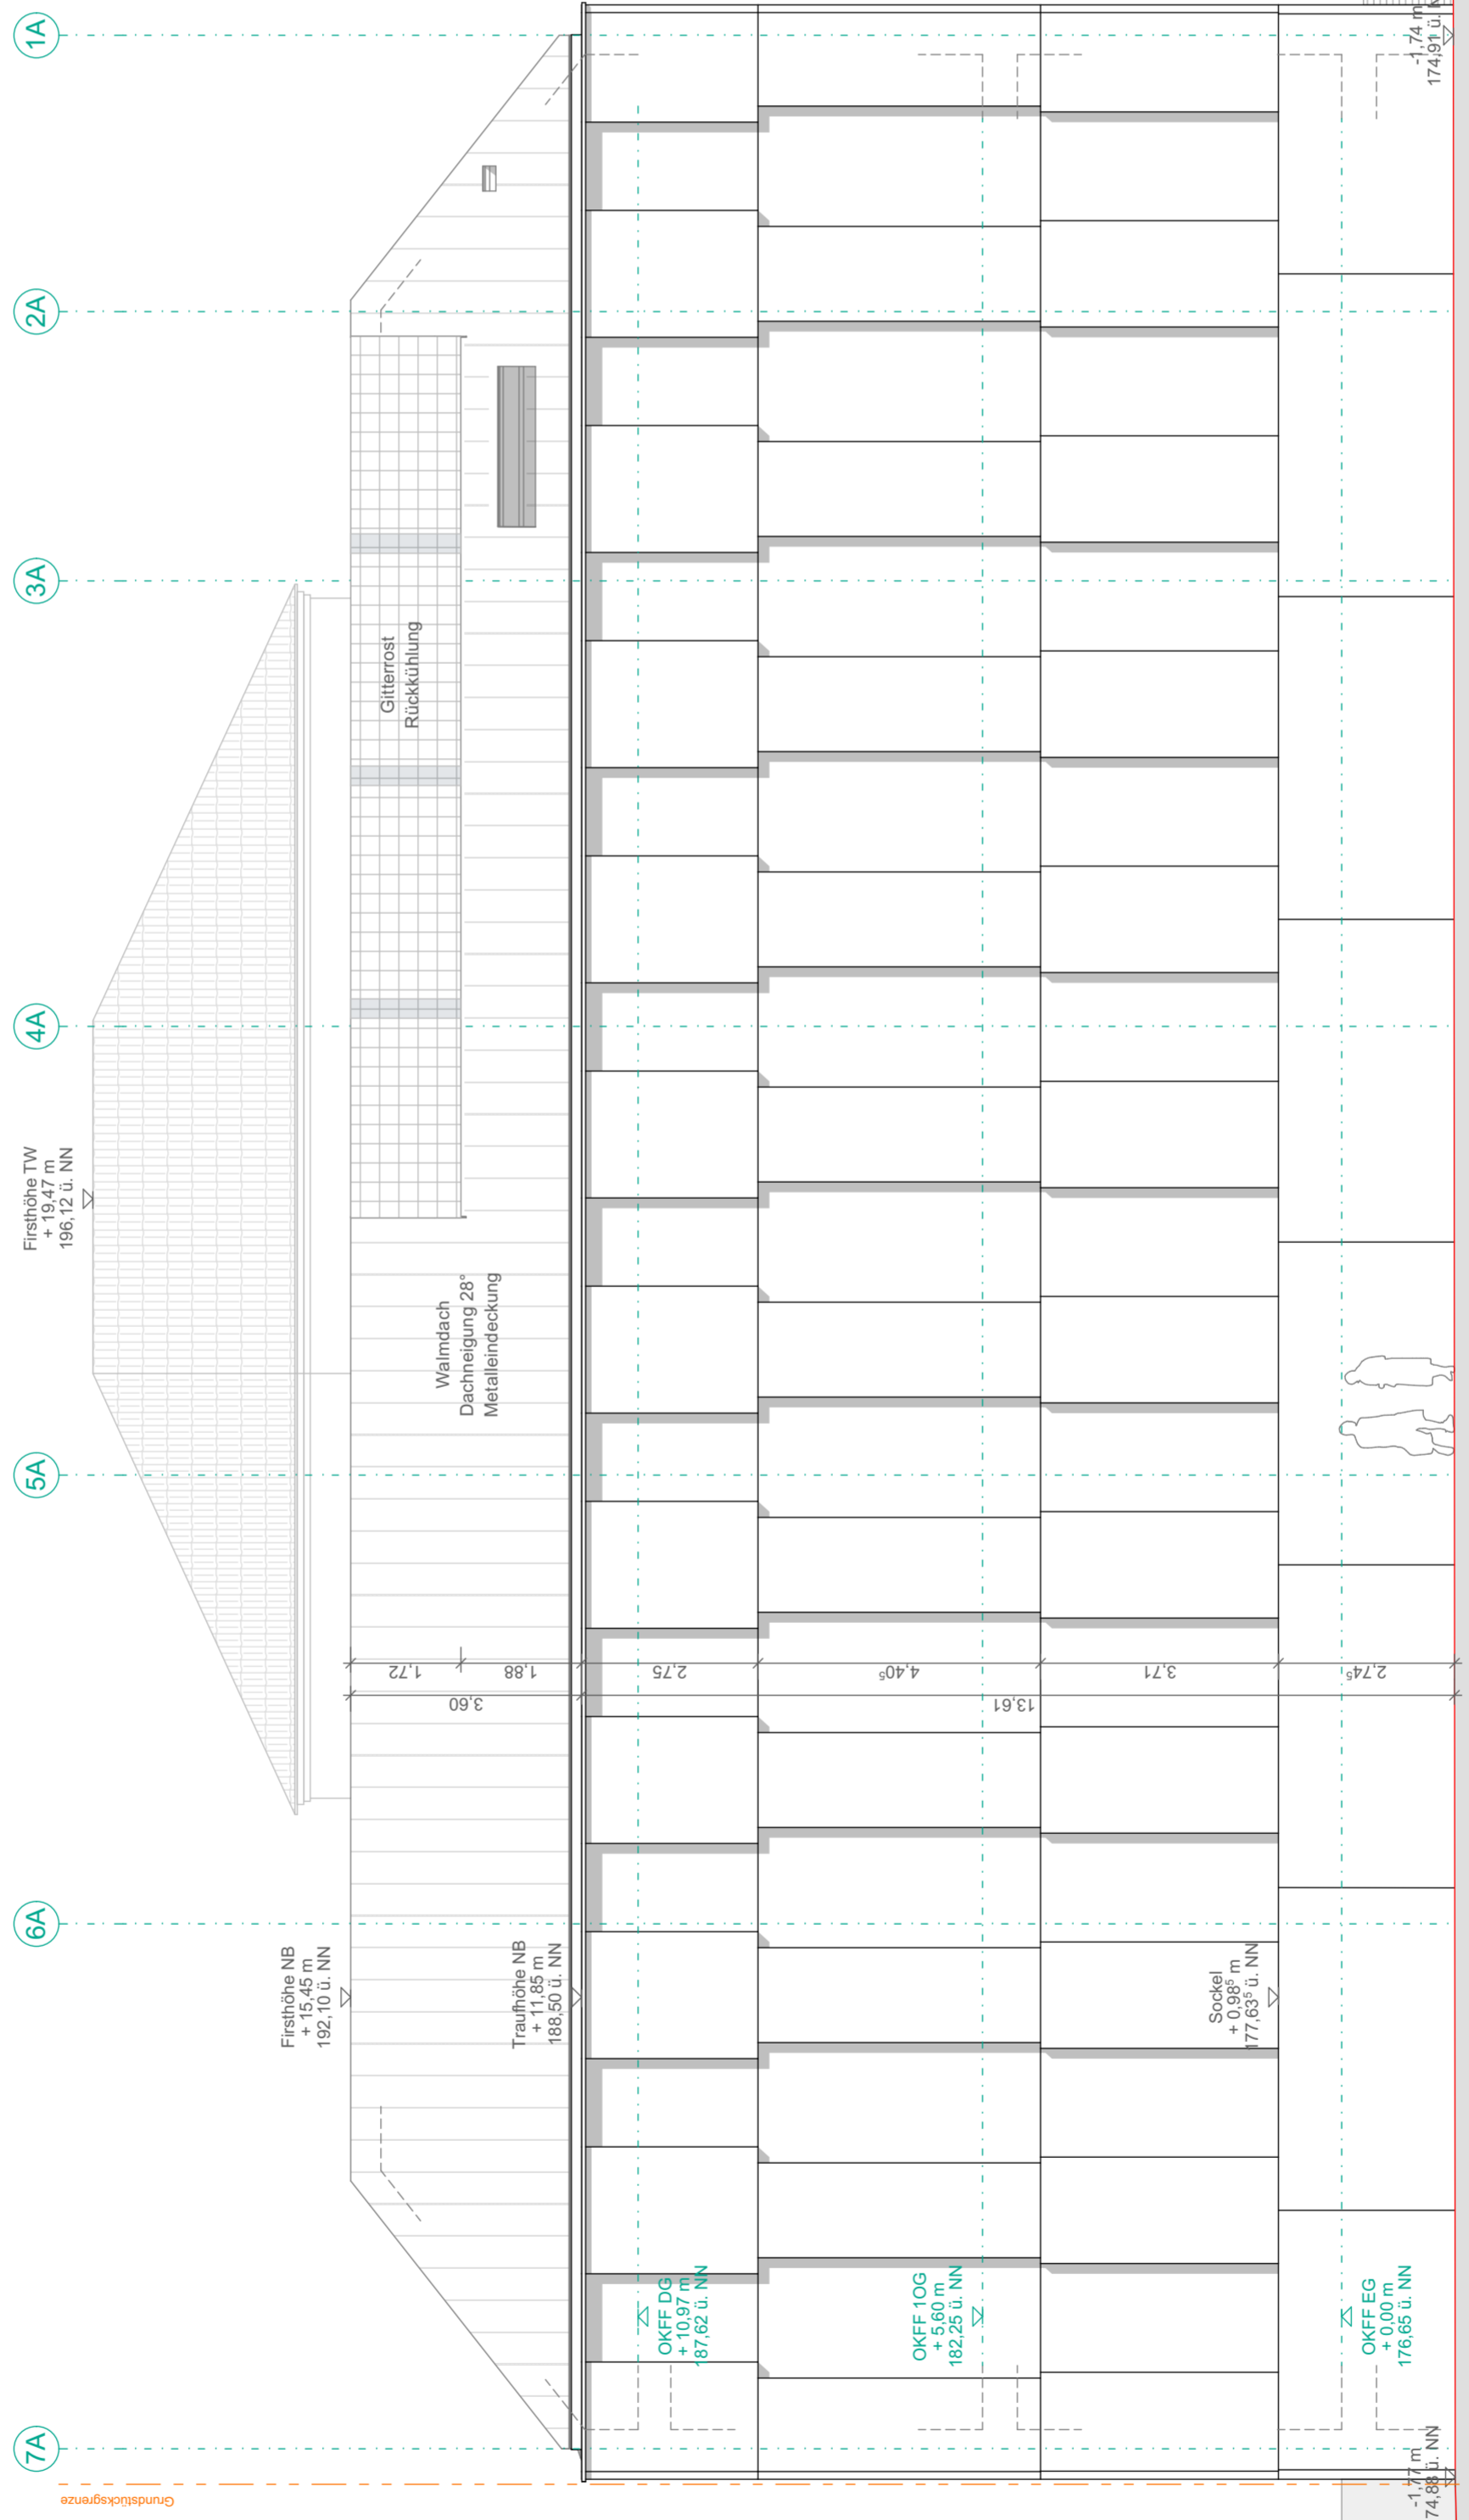 7A
6A
5A
4A
3A
2A
1A
Grundstücksgrenze
Firsthöhe TW
+ 19,47 m
196,12 ü. NN
Firsthöhe NB
+ 15,45 m
192,10 ü. NN
Gitterrost
Rückkühlung
Walmdach
Dachneigung 28°
Metalleindeckung
1,72
1,88
3,60
Traufhöhe NB
+ 11,85 m
188,50 ü. NN
2,75
4,40⁵
3,71
2,74⁵
13,61
OKFF DG
+ 10,97 m
187,62 ü. NN
OKFF 1OG
+ 5,60 m
182,25 ü. NN
Sockel
+ 0,98⁵ m
177,63⁵ ü. NN
OKFF EG
+ 0,00 m
176,65 ü. NN
-1,77 m
74,88 ü. NN
-1,74 m
174,91 ü.